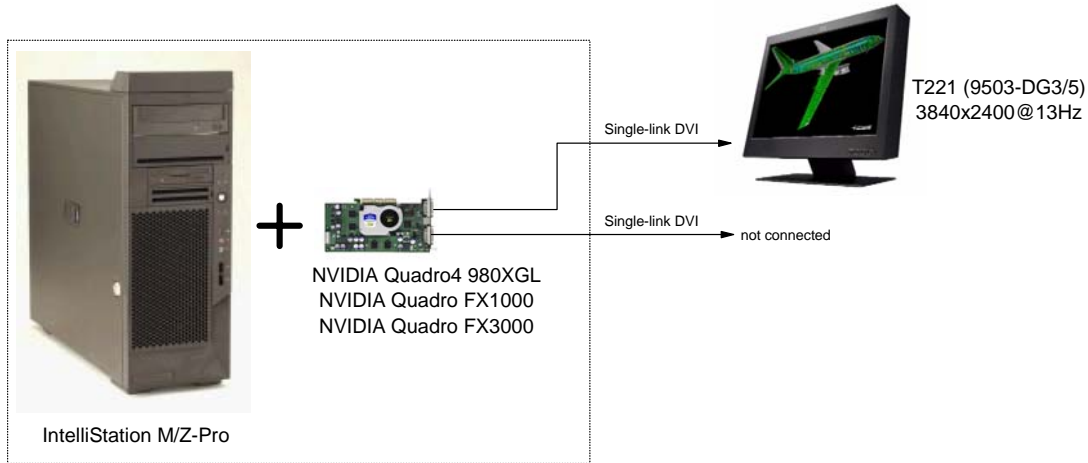 T221 (9503-DG3/5)
3840x2400@13Hz
Single-link DVI
Single-link DVI
not connected
NVIDIA Quadro4 980XGL
NVIDIA Quadro FX1000
NVIDIA Quadro FX3000
IntelliStation M/Z-Pro